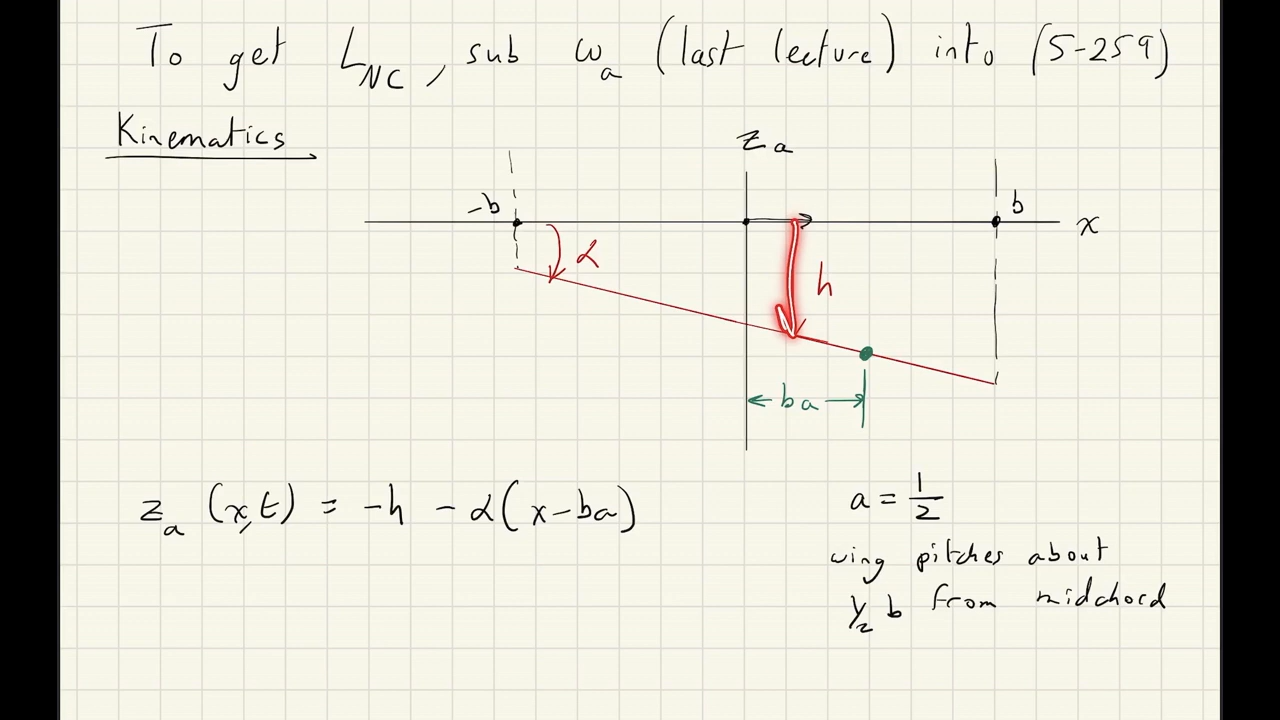 To get L_NC, sub ω_a (last lecture) into (5-259)
Kinematics
z_a
-b
b
x
α
h
ba
z_a (x,t) = -h - α(x-ba)
a = 1/2
wing pitches about
1/2 b from midchord